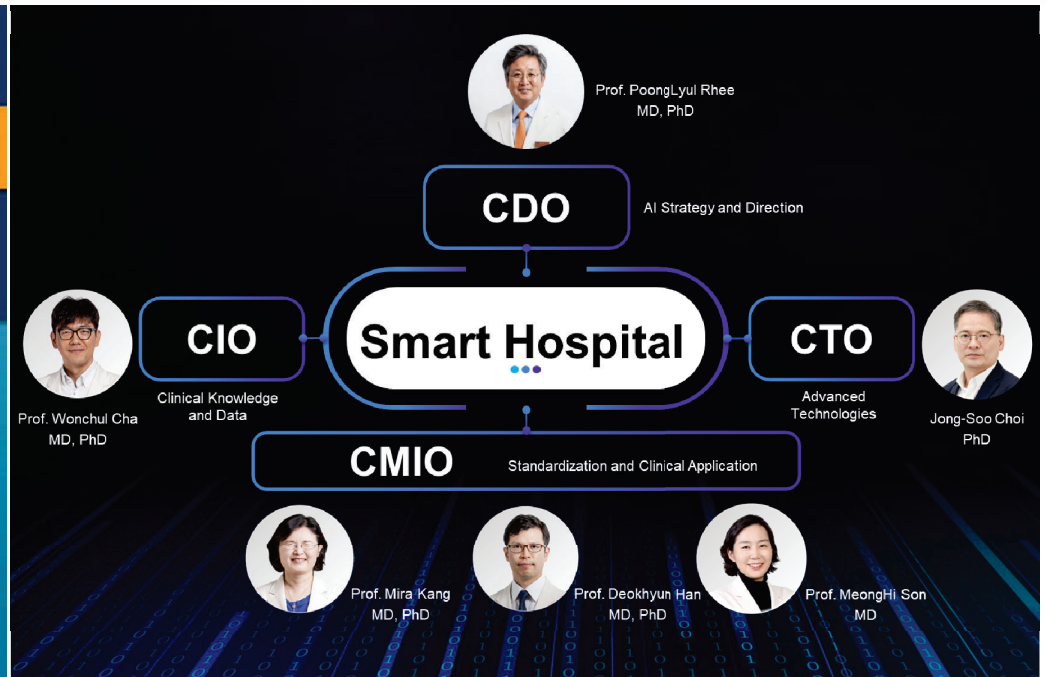 Prof. PoongLyul Rhee
MD, PhD
CDO
AI Strategy and Direction
CIO
Smart Hospital
CTO
Clinical Knowledge
and Data
Advanced
Technologies
Prof. Wonchul Cha
MD, PhD
Jong-Soo Choi
PhD
CMIO
Standardization and Clinical Application
Prof. Mira Kang
MD, PhD
Prof. Deokhyun Han
MD, PhD
Prof. MeongHi Son
MD